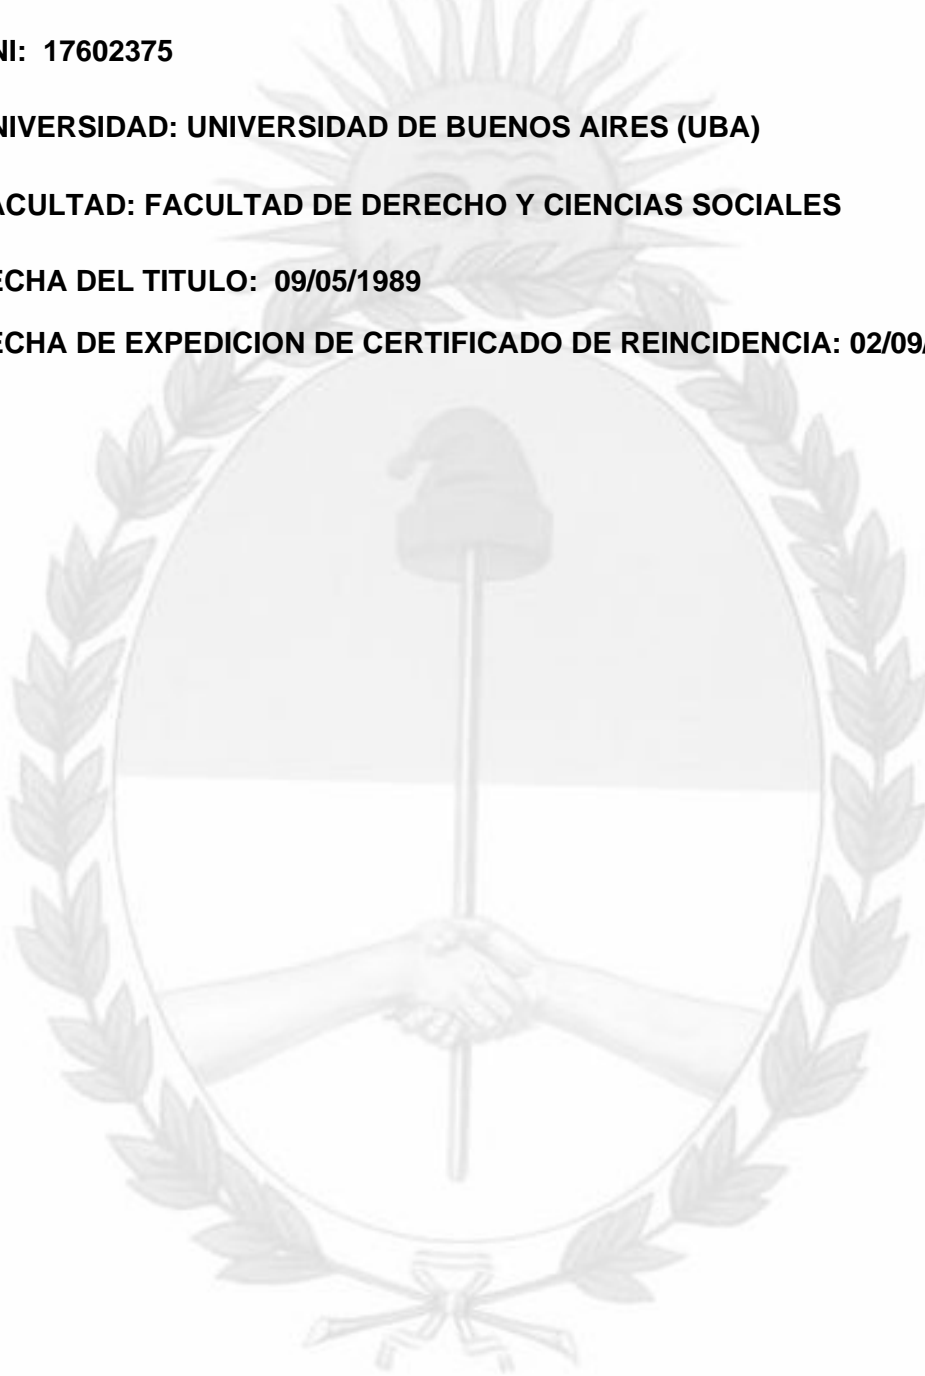 NI: 17602375
NIVERSIDAD: UNIVERSIDAD DE BUENOS AIRES (UBA)
ACULTAD: FACULTAD DE DERECHO Y CIENCIAS SOCIALES
ECHA DEL TITULO: 09/05/1989
ECHA DE EXPEDICION DE CERTIFICADO DE REINCIDENCIA: 02/09/